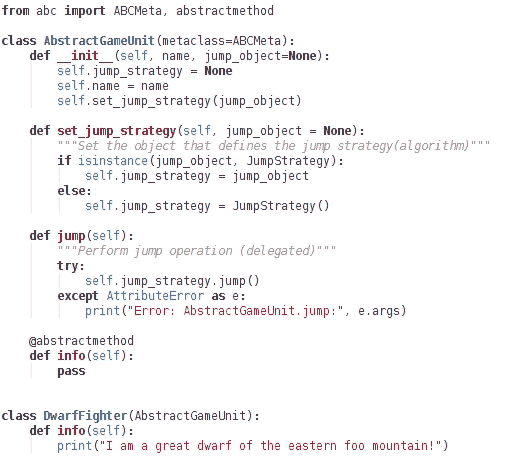 from abc import ABCMeta, abstractmethod
class AbstractGameUnit(metaclass=ABCMeta):
    def __init__(self, name, jump_object=None):
        self.jump_strategy = None
        self.name = name
        self.set_jump_strategy(jump_object)
    def set_jump_strategy(self, jump_object = None):
        """Set the object that defines the jump strategy(algorithm)"""
        if isinstance(jump_object, JumpStrategy):
            self.jump_strategy = jump_object
        else:
            self.jump_strategy = JumpStrategy()
    def jump(self):
        """Perform jump operation (delegated)"""
        try:
            self.jump_strategy.jump()
        except AttributeError as e:
            print("Error: AbstractGameUnit.jump:", e.args)
    @abstractmethod
    def info(self):
        pass
class DwarfFighter(AbstractGameUnit):
    def info(self):
        print("I am a great dwarf of the eastern foo mountain!")